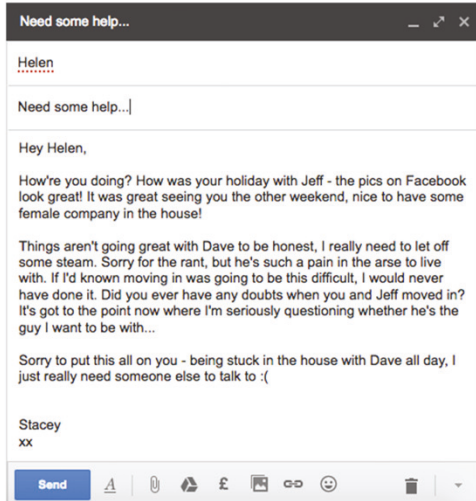 Need some help...
Helen
Need some help...
Hey Helen,
How're you doing? How was your holiday with Jeff - the pics on Facebook
look great! It was great seeing you the other weekend, nice to have some
female company in the house!
Things aren't going great with Dave to be honest, I really need to let off
some steam. Sorry for the rant, but he's such a pain in the arse to live
with. If I'd known moving in was going to be this difficult, I would never
have done it. Did you ever have any doubts when you and Jeff moved in?
It's got to the point now where I'm seriously questioning whether he's the
guy I want to be with...
Sorry to put this all on you - being stuck in the house with Dave all day, I
just really need someone else to talk to :(
Stacey
xx
Send A £